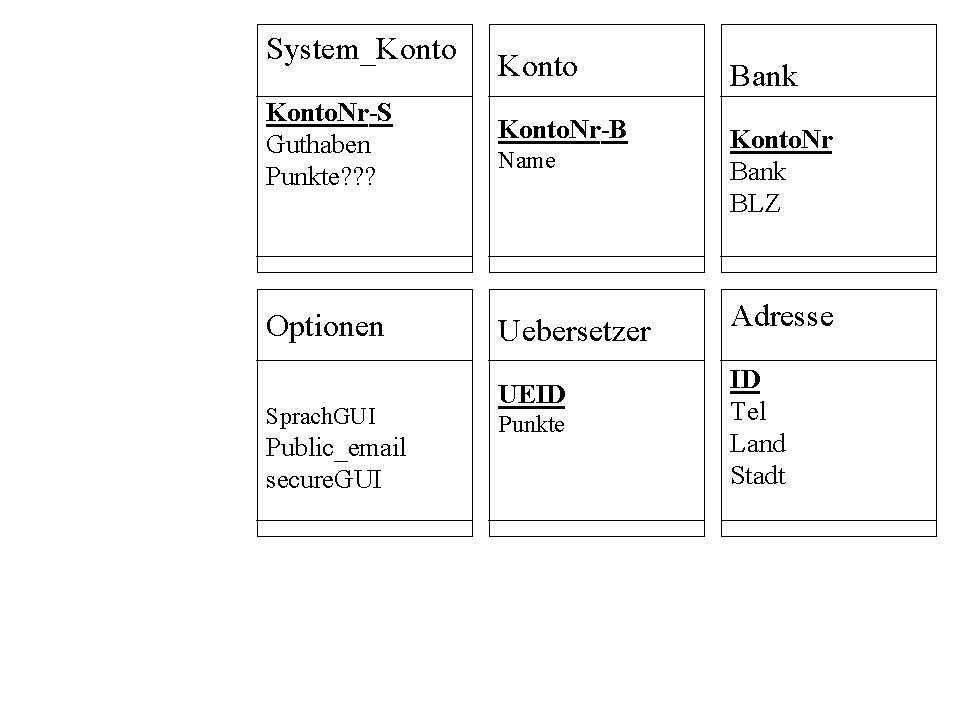 System_Konto
KontoNr-S
Guthaben
Punkte???
Konto
KontoNr-B
Name
Bank
KontoNr
Bank
BLZ
Optionen
SprachGUI
Public_email
secureGUI
Uebersetzer
UEID
Punkte
Adresse
ID
Tel
Land
Stadt